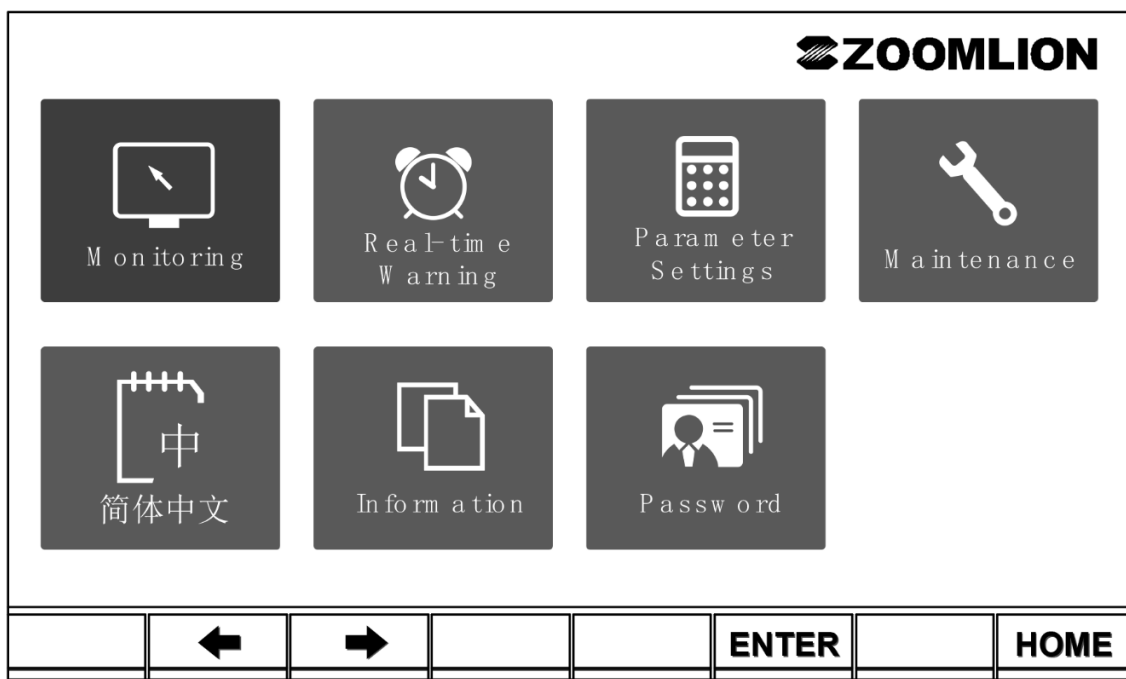 ZOOMLION
Monitoring
Real-time
Warning
Parameter
Settings
Maintenance
中
简体中文
Information
Password
ENTER
HOME